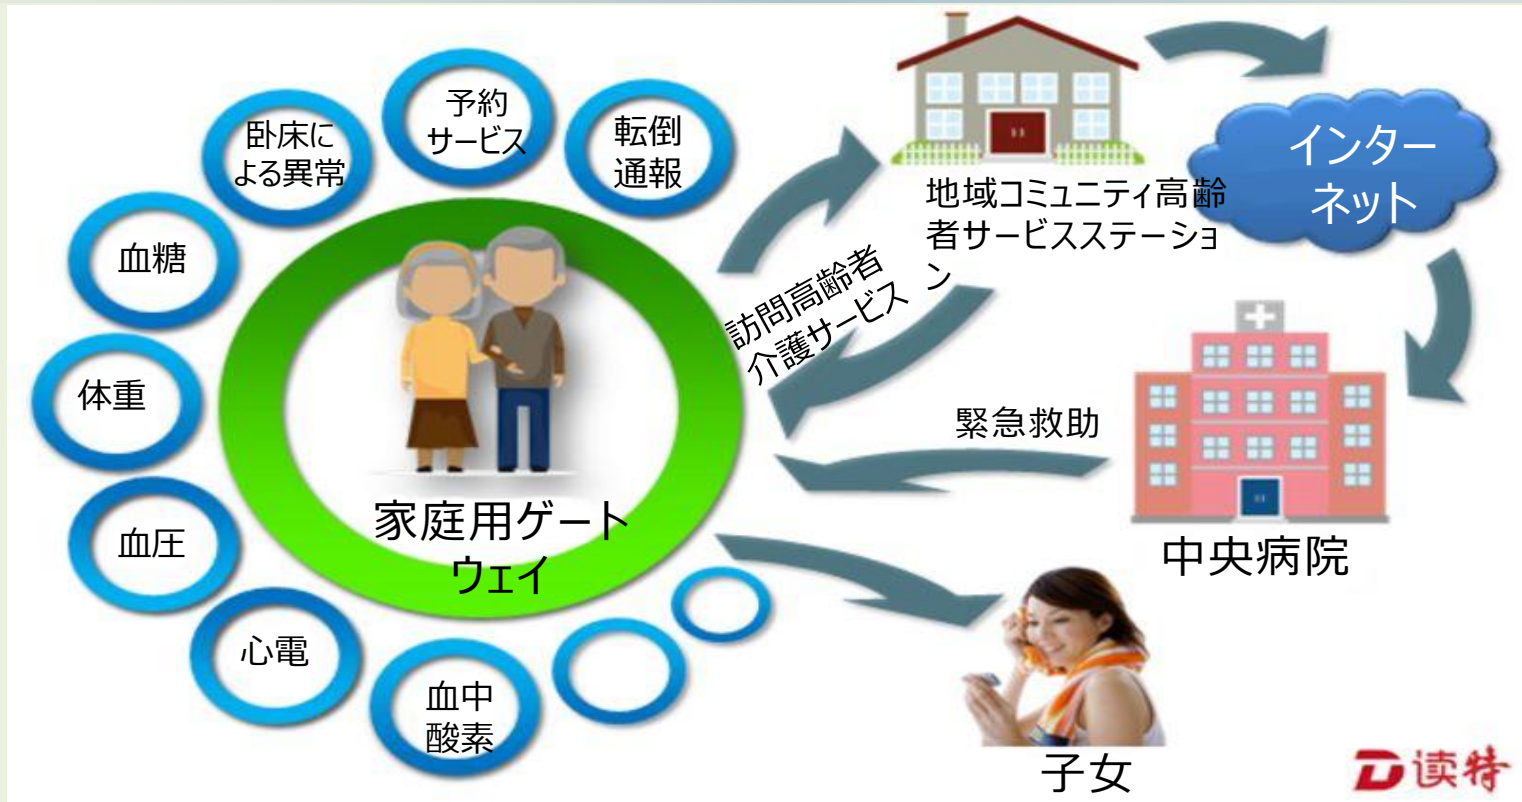 予約
サービス
転倒
通報
卧床に
よる異常
血糖
体重
血圧
心電
血中
酸素
家庭用ゲート
ウェイ
訪問高齢者
介護サービス
地域コミュニティ高齢
者サービスステーショ
ン
インター
ネット
緊急救助
中央病院
子女
读特